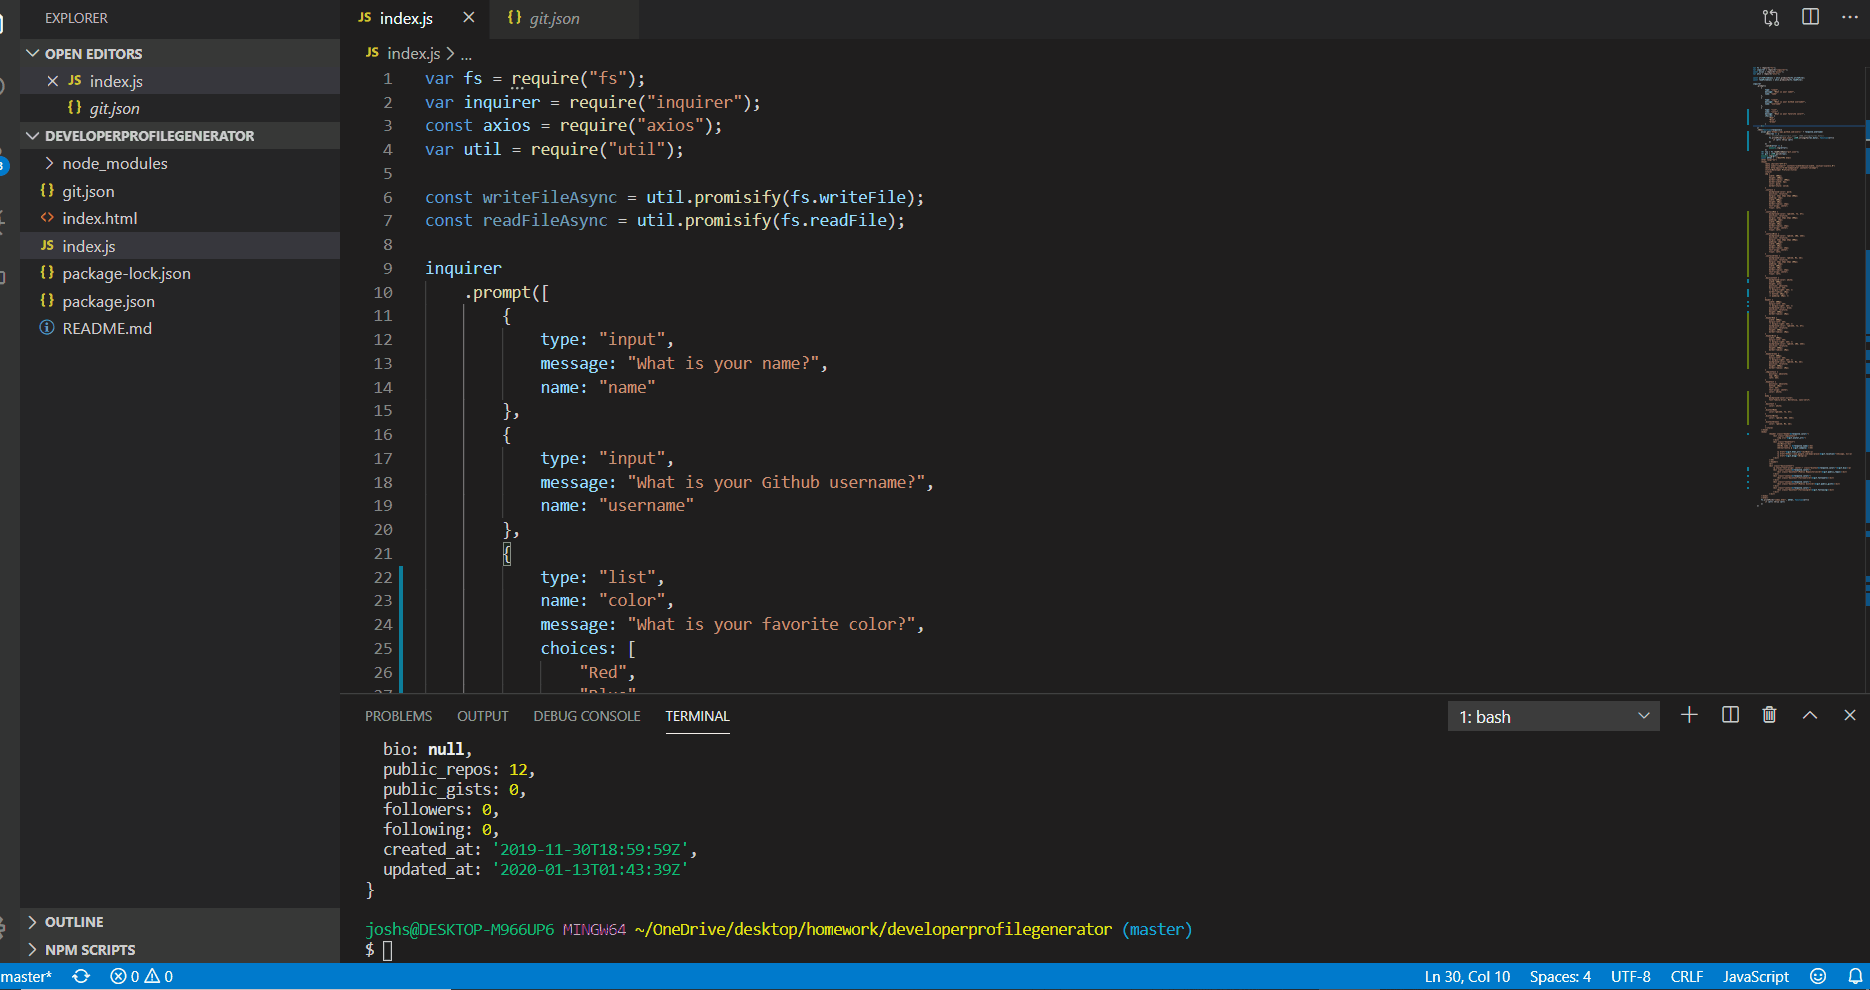 EXPLORER
OPEN EDITORS
JS index.js
{} git.json
DEVELOPERPROFILEGENERATOR
node_modules
{} git.json
<> index.html
JS index.js
{} package-lock.json
{} package.json
README.md
OUTLINE
NPM SCRIPTS
JS index.js
{} git.json
JS index.js > ...
1 var fs = require("fs");
2 var inquirer = require("inquirer");
3 const axios = require("axios");
4 var util = require("util");
5
6 const writeFileAsync = util.promisify(fs.writeFile);
7 const readFileAsync = util.promisify(fs.readFile);
8
9 inquirer
10 .prompt([
11 {
12 type: "input",
13 message: "What is your name?",
14 name: "name"
15 },
16 {
17 type: "input",
18 message: "What is your Github username?",
19 name: "username"
20 },
21 {
22 type: "list",
23 name: "color",
24 message: "What is your favorite color?",
25 choices: [
26 "Red",
27 "Blue"
PROBLEMS OUTPUT DEBUG CONSOLE TERMINAL
1: bash
bio: null,
public_repos: 12,
public_gists: 0,
followers: 0,
following: 0,
created_at: '2019-11-30T18:59:59Z',
updated_at: '2020-01-13T01:43:39Z'
}
joshs@DESKTOP-M966UP6 MINGW64 ~/OneDrive/desktop/homework/developerprofilegenerator (master)
$
master* 0 0
Ln 30, Col 10 Spaces: 4 UTF-8 CRLF JavaScript